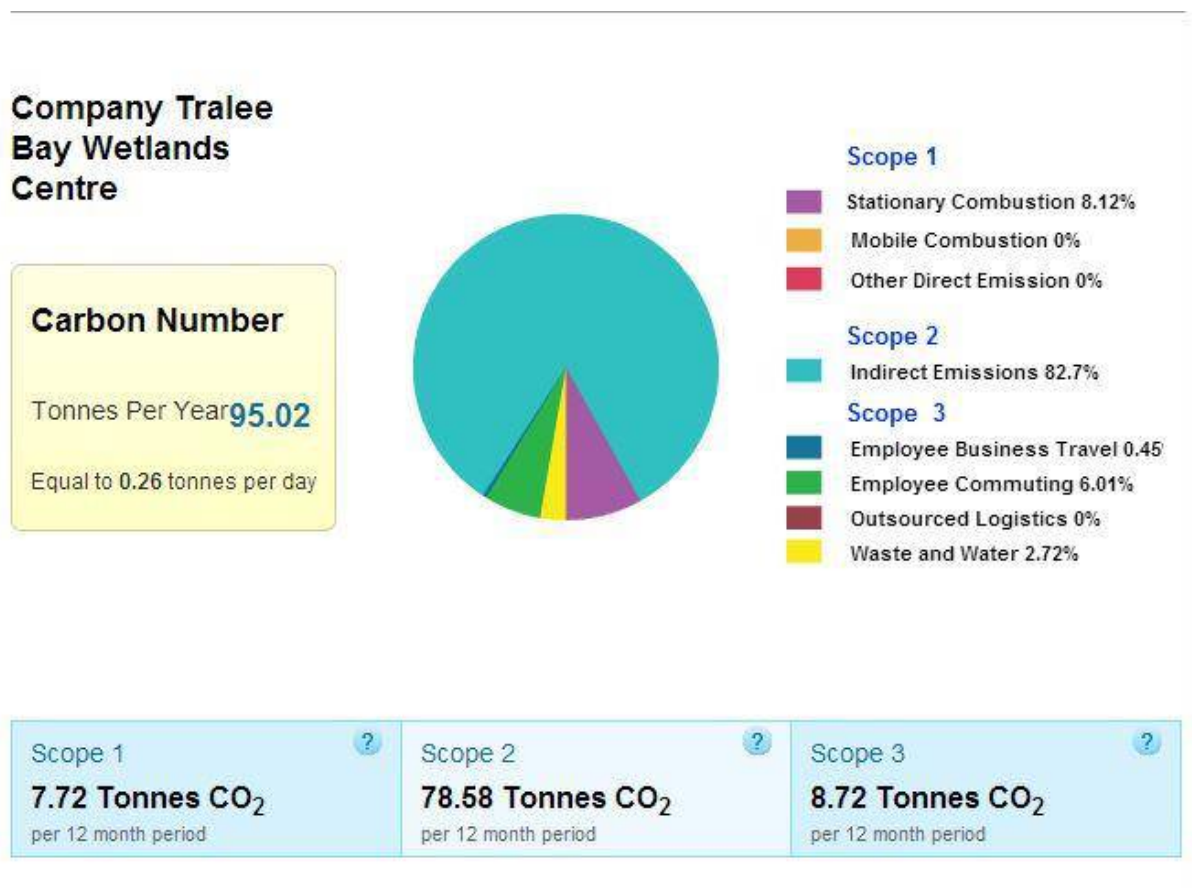 Company Tralee
Bay Wetlands
Centre
Carbon Number
Tonnes Per Year 95.02
Equal to 0.26 tonnes per day
Scope 1
Stationary Combustion 8.12%
Mobile Combustion 0%
Other Direct Emission 0%
Scope 2
Indirect Emissions 82.7%
Scope 3
Employee Business Travel 0.45
Employee Commuting 6.01%
Outsourced Logistics 0%
Waste and Water 2.72%
Scope 1 ?
7.72 Tonnes CO₂
per 12 month period
Scope 2 ?
78.58 Tonnes CO₂
per 12 month period
Scope 3 ?
8.72 Tonnes CO₂
per 12 month period